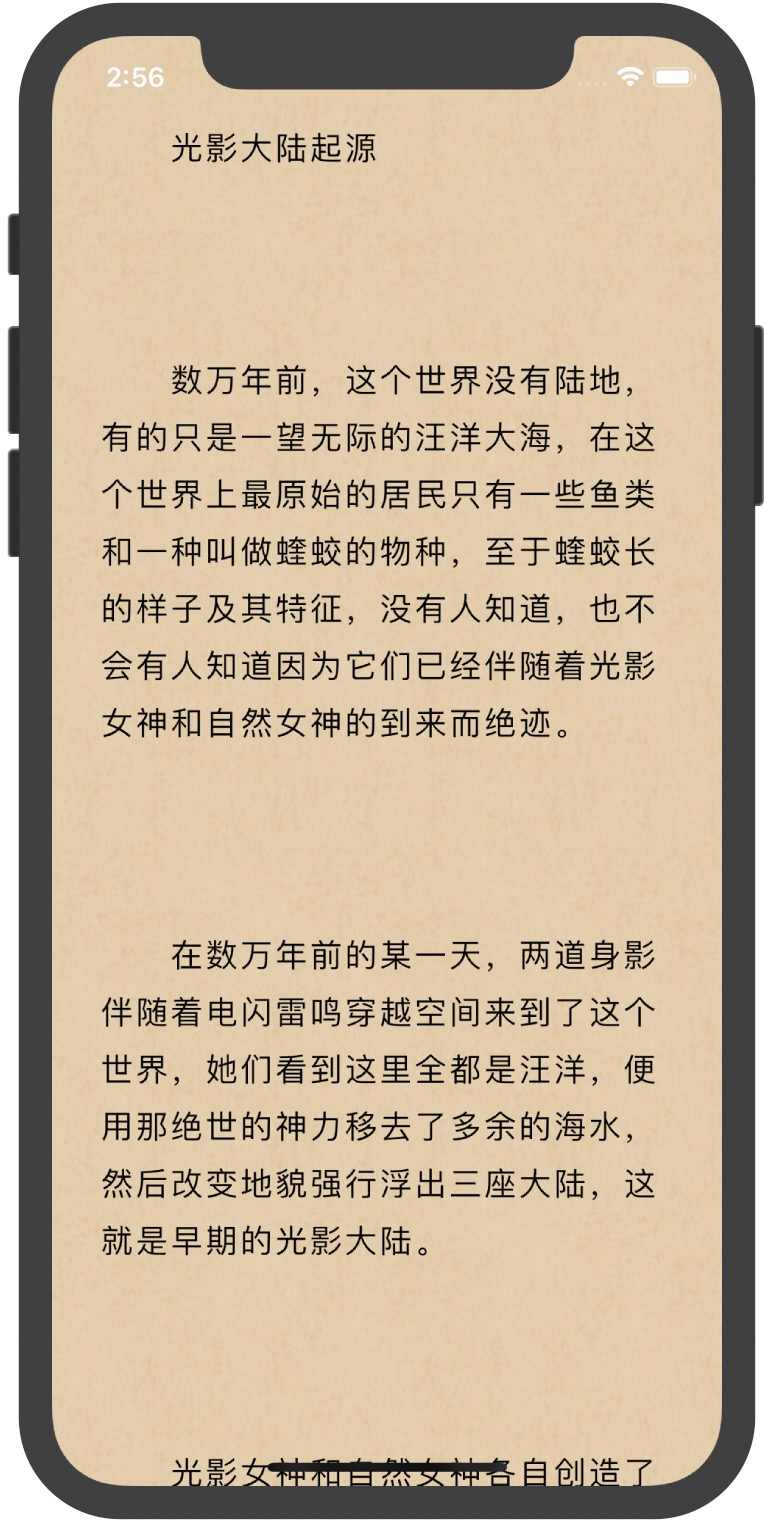 2:56
光影大陆起源
数万年前，这个世界没有陆地，
有的只是一望无际的汪洋大海，在这
个世界上最原始的居民只有一些鱼类
和一种叫做蝰蛟的物种，至于蝰蛟长
的样子及其特征，没有人知道，也不
会有人知道因为它们已经伴随着光影
女神和自然女神的到来而绝迹。
在数万年前的某一天，两道身影
伴随着电闪雷鸣穿越空间来到了这个
世界，她们看到这里全都是汪洋，便
用那绝世的神力移去了多余的海水，
然后改变地貌强行浮出三座大陆，这
就是早期的光影大陆。
光影女神和自然女神各自创造了